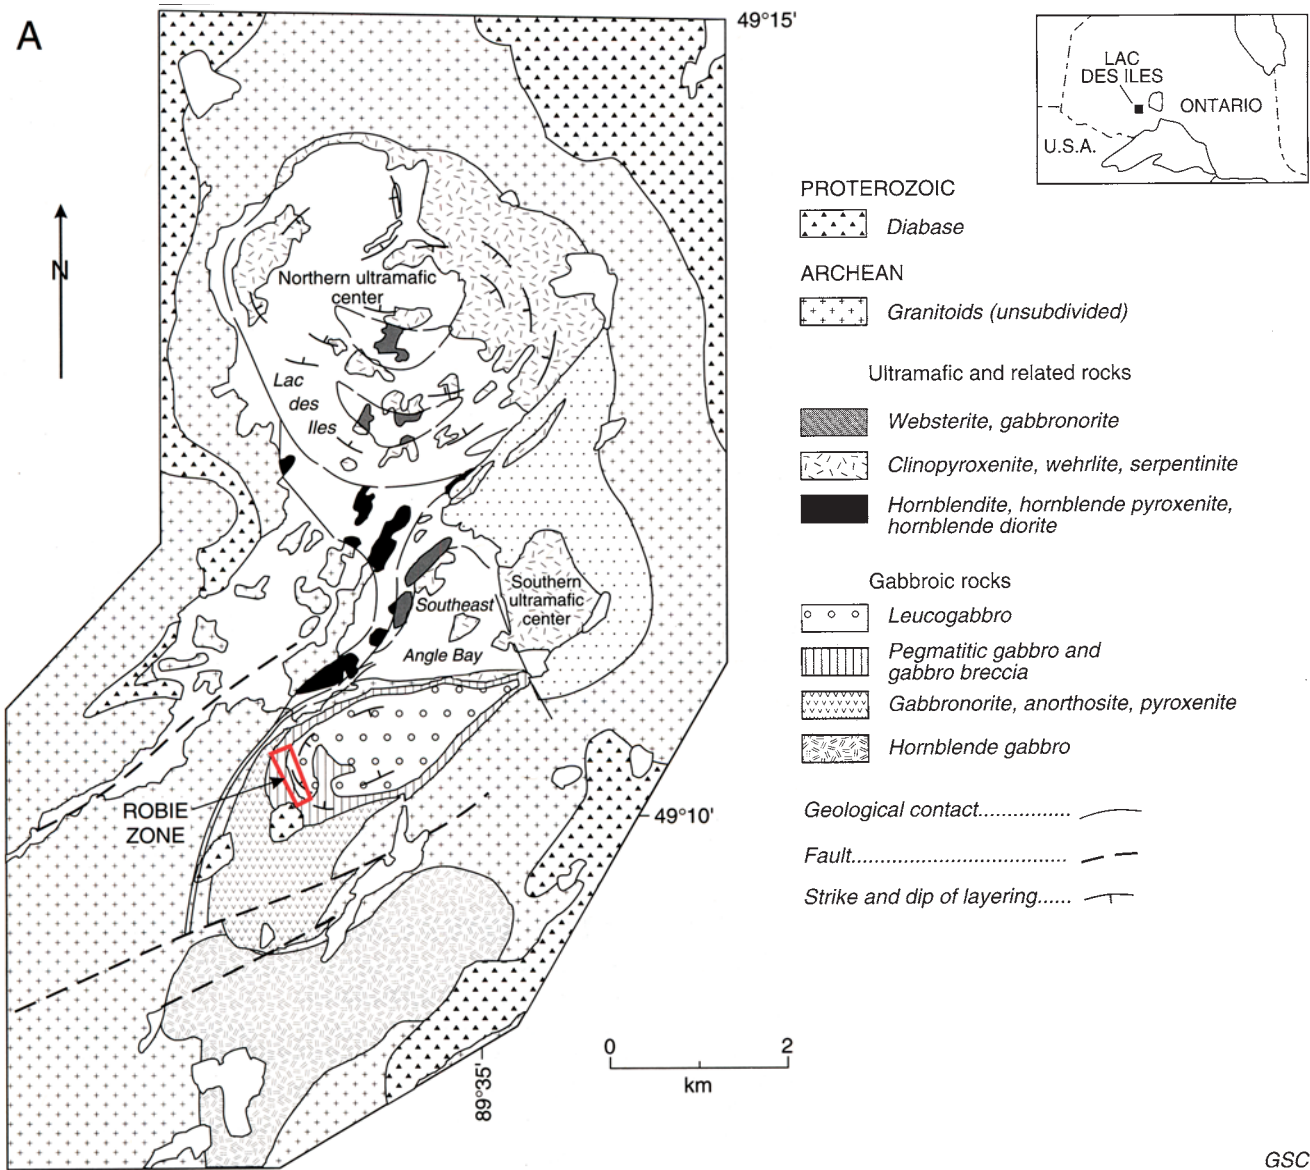 A
49°15'
LAC
DES ILES
ONTARIO
U.S.A.
N
Northern ultramafic
center
Lac
des
Iles
Southern
ultramafic
center
Southeast
Angle Bay
ROBIE
ZONE
49°10'
89°35'
0 2
km
PROTEROZOIC
Diabase
ARCHEAN
Granitoids (unsubdivided)
Ultramafic and related rocks
Websterite, gabbronorite
Clinopyroxenite, wehrlite, serpentinite
Hornblendite, hornblende pyroxenite,
hornblende diorite
Gabbroic rocks
Leucogabbro
Pegmatitic gabbro and
gabbro breccia
Gabbronorite, anorthosite, pyroxenite
Hornblende gabbro
Geological contact...............
Fault......................................
Strike and dip of layering......
GSC